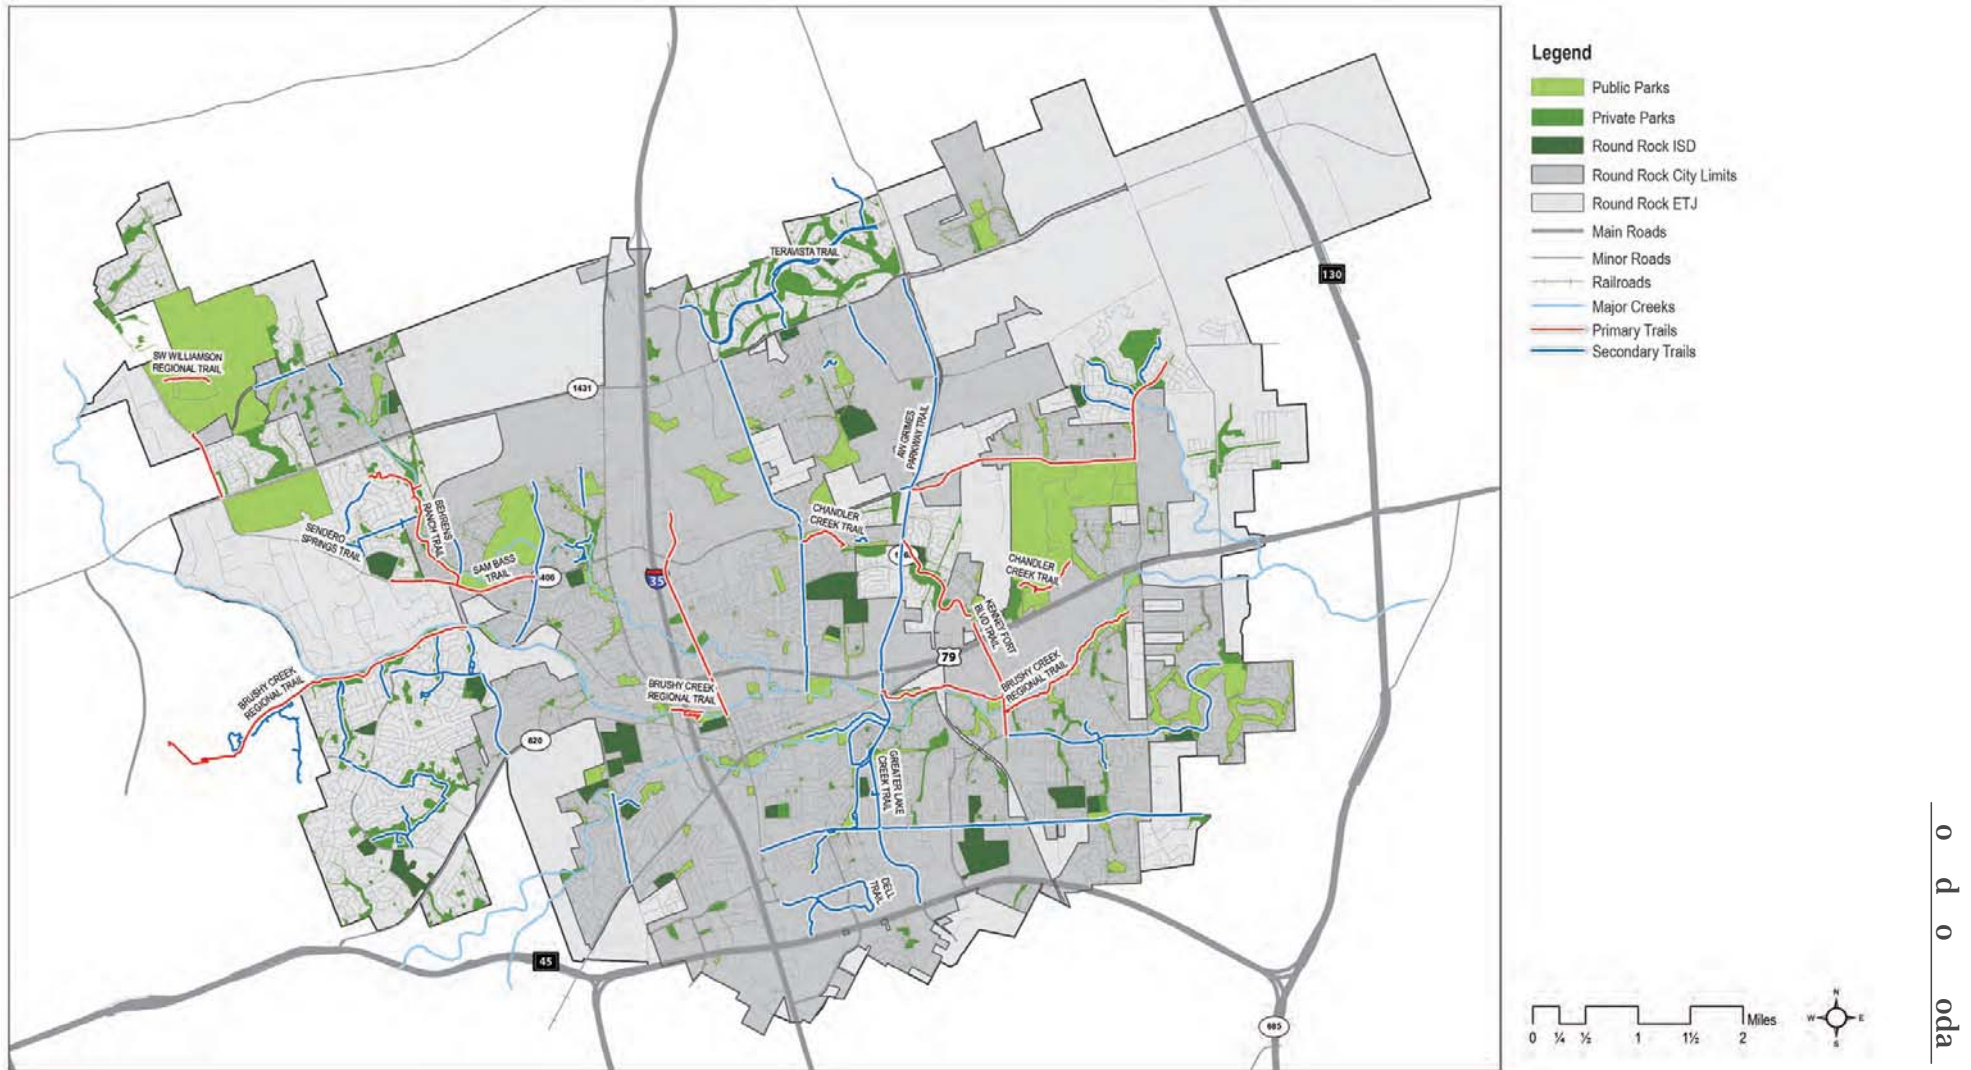 Legend
Public Parks
Private Parks
Round Rock ISD
Round Rock City Limits
Round Rock ETJ
Main Roads
Minor Roads
Railroads
Major Creeks
Primary Trails
Secondary Trails
130
TERAVISTA TRAIL
SW WILLIAMSON
REGIONAL TRAIL
1431
AW GRIMES
PARKWAY TRAIL
BEHRENS
RANCH TRAIL
SENDERO
SPRINGS TRAIL
CHANDLER
CREEK TRAIL
SAM BASS
TRAIL
406
35
CHANDLER
CREEK TRAIL
KENNEY FORT
BLVD TRAIL
79
BRUSHY CREEK
REGIONAL TRAIL
BRUSHY CREEK
REGIONAL TRAIL
BRUSHY CREEK
REGIONAL TRAIL
620
GREATER LAKE
CREEK TRAIL
DELL
TRAIL
45
685
0 ¼ ½ 1 1½ 2
Miles
N
W E
S
o d o oda